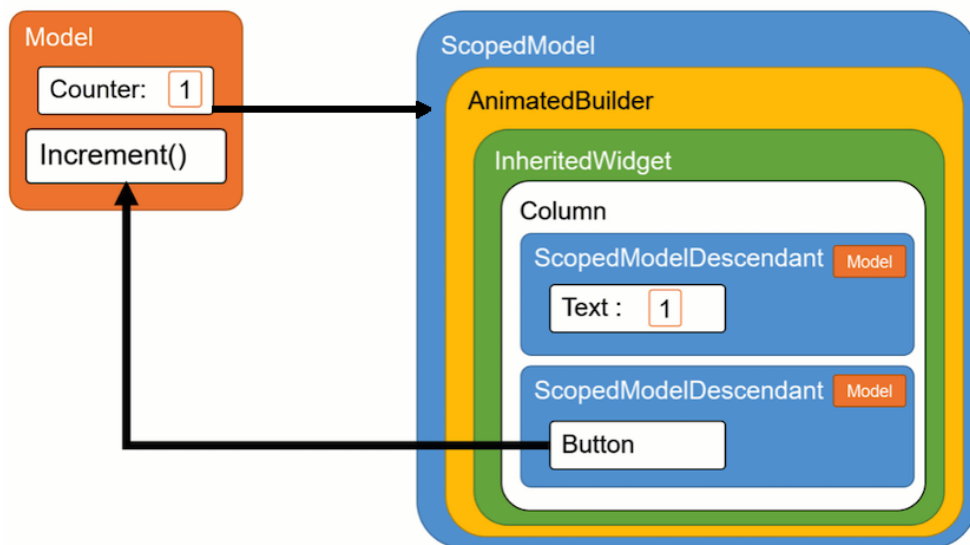 Model
Counter: 1
Increment()
ScopedModel
AnimatedBuilder
InheritedWidget
Column
ScopedModelDescendant Model
Text : 1
ScopedModelDescendant Model
Button